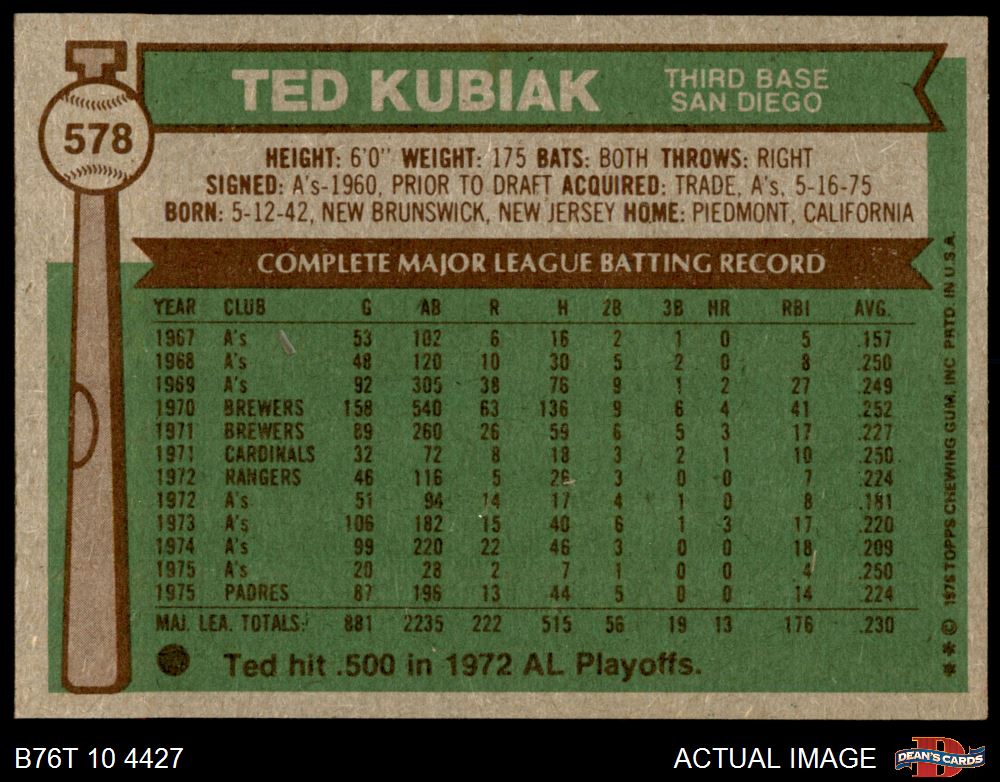 578
TED KUBIAK
THIRD BASE
SAN DIEGO
HEIGHT: 6'0" WEIGHT: 175 BATS: BOTH THROWS: RIGHT
SIGNED: A's-1960, PRIOR TO DRAFT ACQUIRED: TRADE, A's, 5-16-75
BORN: 5-12-42, NEW BRUNSWICK, NEW JERSEY HOME: PIEDMONT, CALIFORNIA
COMPLETE MAJOR LEAGUE BATTING RECORD
YEAR CLUB G AB R H 2B 3B HR RBI AVG.
1967 A's 53 102 6 16 2 1 0 5 .157
1968 A's 48 120 10 30 5 2 0 8 .250
1969 A's 92 305 38 76 9 1 2 27 .249
1970 BREWERS 158 540 63 136 9 6 4 41 .252
1971 BREWERS 89 260 26 59 6 5 3 17 .227
1971 CARDINALS 32 72 8 18 3 2 1 10 .250
1972 RANGERS 46 116 5 26 3 0 0 7 .224
1972 A's 51 94 14 17 4 1 0 8 .181
1973 A's 106 182 15 40 6 1 3 17 .220
1974 A's 99 220 22 46 3 0 0 18 .209
1975 A's 20 28 2 7 1 0 0 4 .250
1975 PADRES 87 196 13 44 5 0 0 14 .224
MAJ. LEA. TOTALS: 881 2235 222 515 56 19 13 176 .230
Ted hit .500 in 1972 AL Playoffs.
** © 1976 TOPPS CHEWING GUM, INC PRTD. IN U.S.A.
B76T 10 4427
ACTUAL IMAGE
D
DEAN'S CARDS